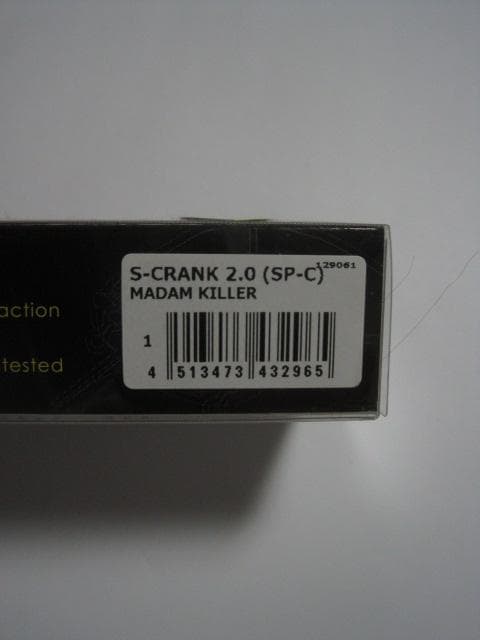 action
tested
129061
S-CRANK 2.0 (SP-C)
MADAM KILLER
1
4 513473 432965